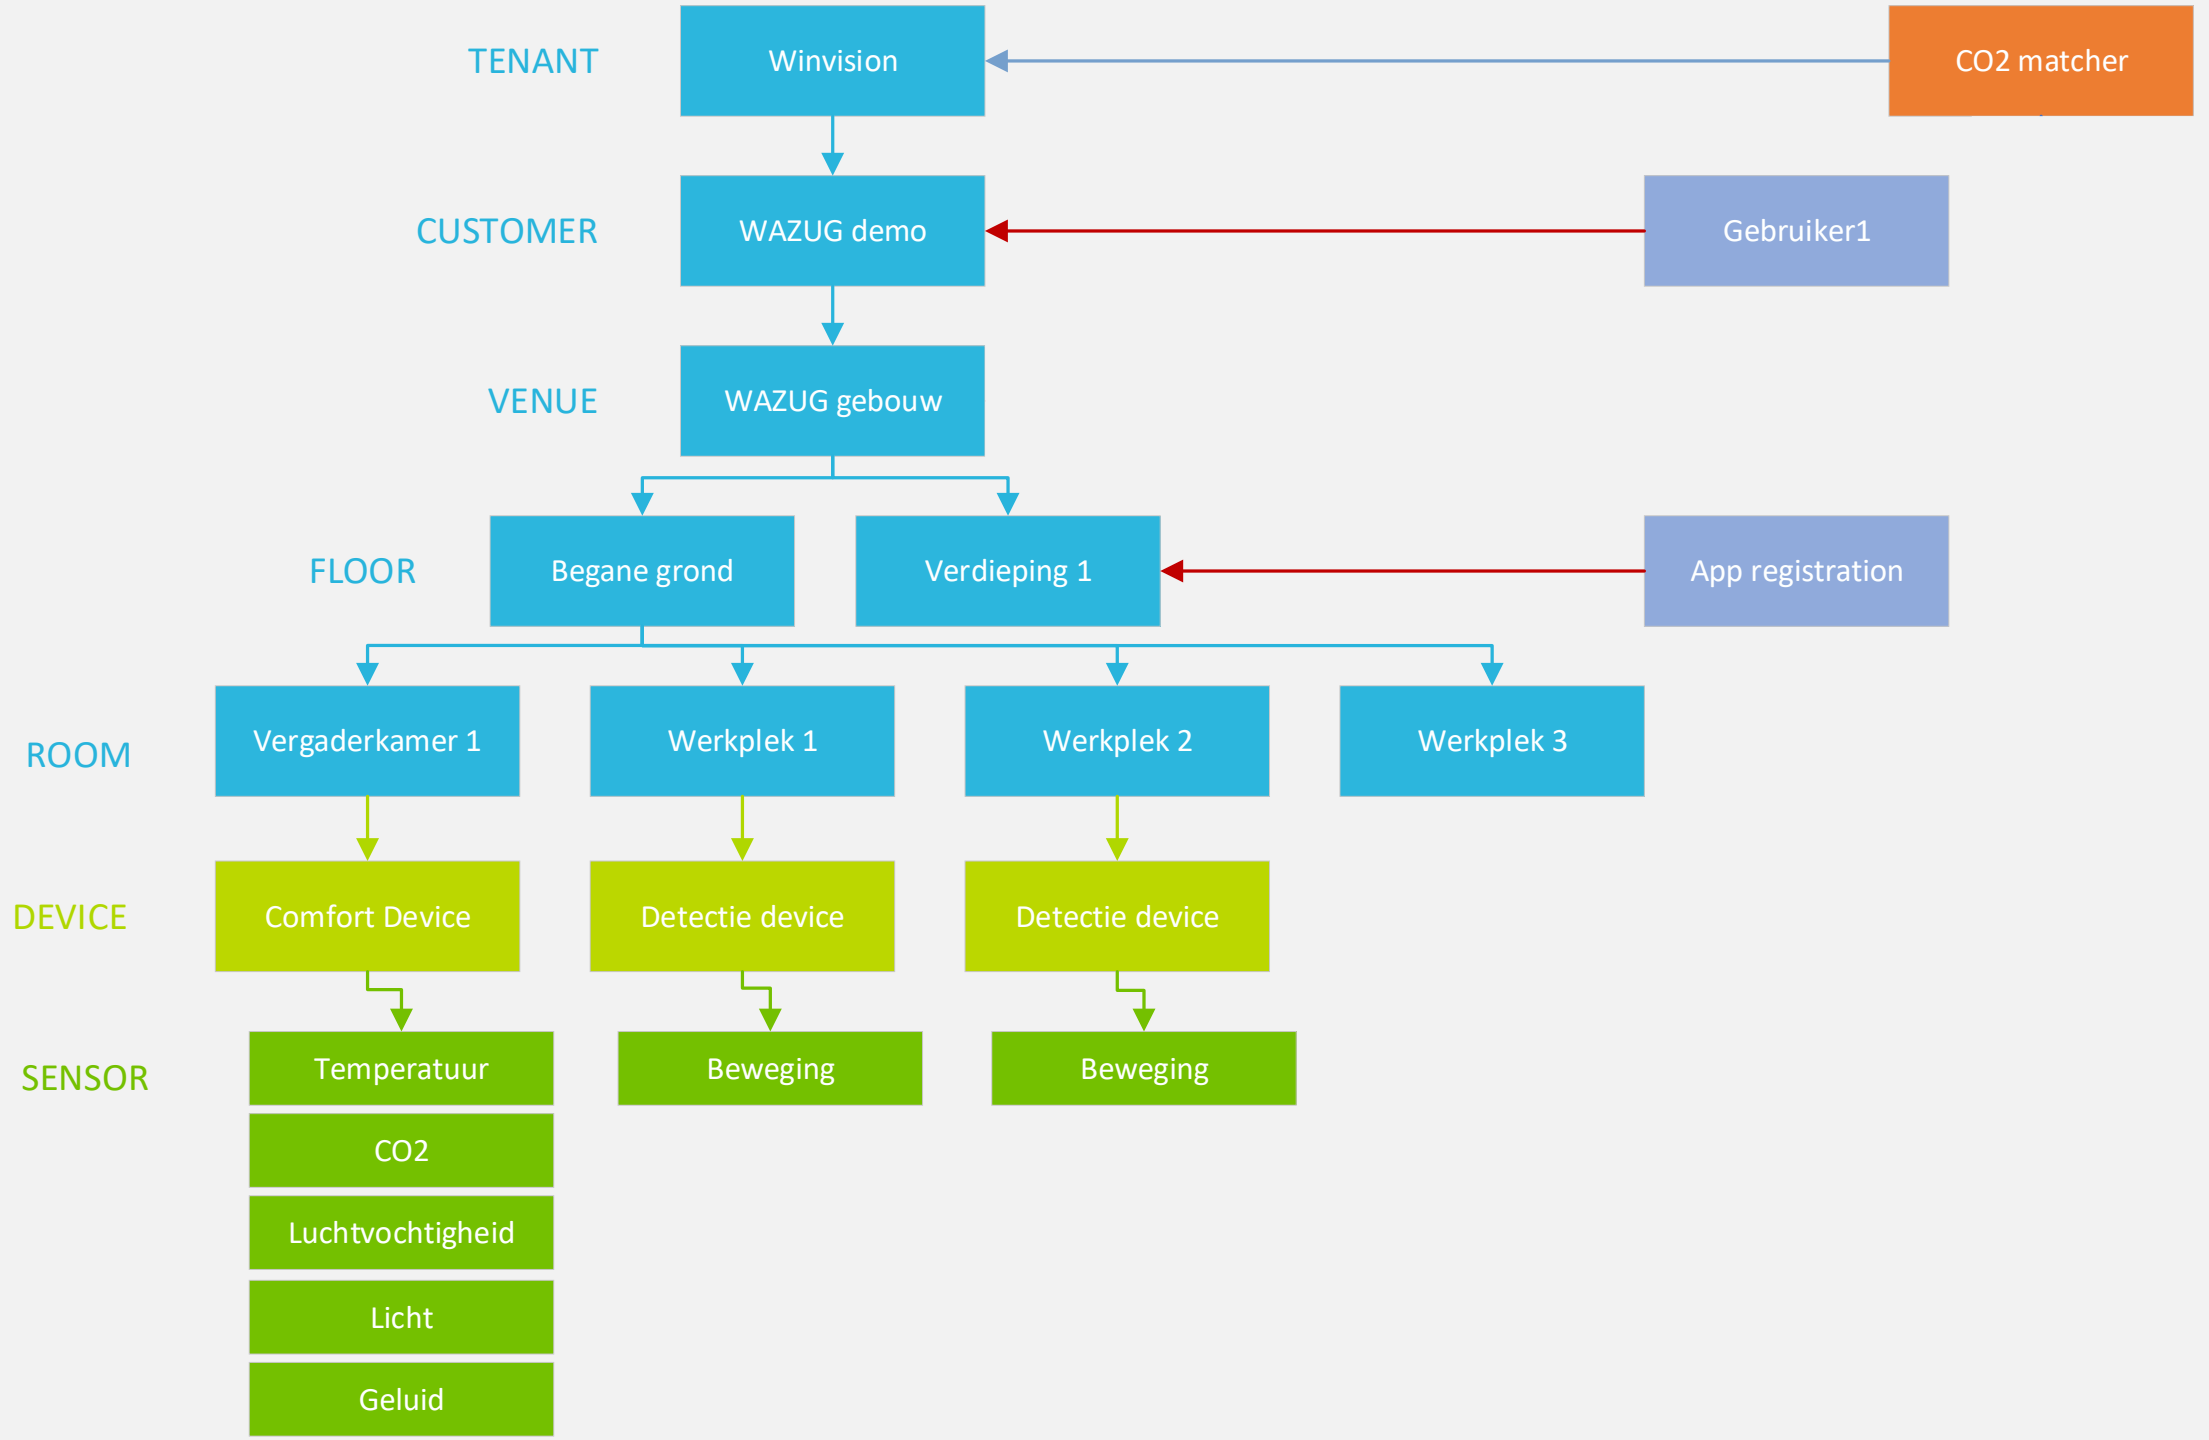 TENANT
Winvision
CO2 matcher
CUSTOMER
WAZUG demo
Gebruiker1
VENUE
WAZUG gebouw
FLOOR
Begane grond
Verdieping 1
App registration
ROOM
Vergaderkamer 1
Werkplek 1
Werkplek 2
Werkplek 3
DEVICE
Comfort Device
Detectie device
Detectie device
SENSOR
Temperatuur
Beweging
Beweging
CO2
Luchtvochtigheid
Licht
Geluid